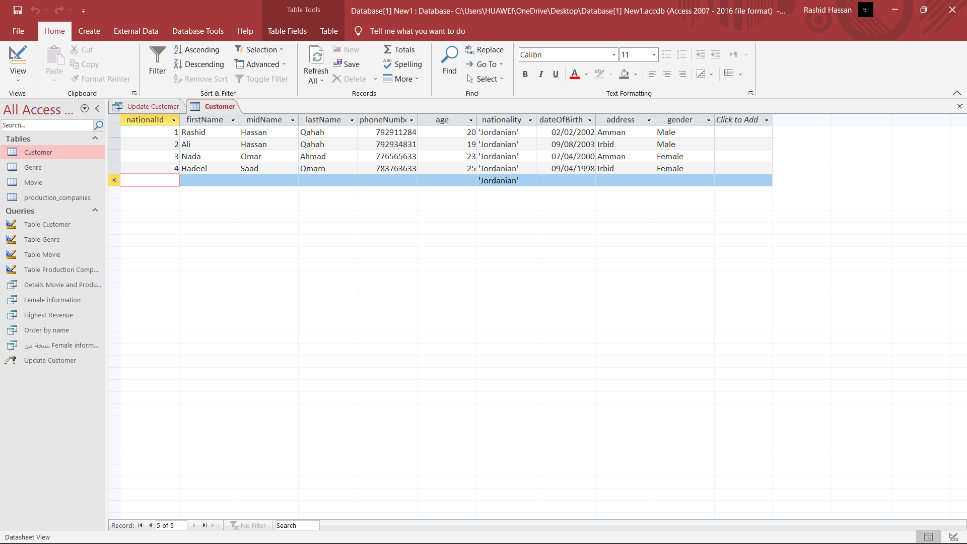 Table Tools
Database[1] New1 : Database- C:\Users\HUAWEI\OneDrive\Desktop\Database[1] New1.accdb (Access 2007 - 2016 file format) -...
Rashid Hassan
File Home Create External Data Database Tools Help Table Fields Table Tell me what you want to do
View
Views
Paste
Cut
Copy
Format Painter
Clipboard
Filter
Ascending
Descending
Remove Sort
Selection
Advanced
Toggle Filter
Sort & Filter
Refresh All
New
Save
Delete
Totals
Spelling
More
Records
Find
Replace
Go To
Select
Find
Calibri 11
B I U
Text Formatting
All Access ...
Search...
Tables
Customer
Genre
Movie
production_companies
Queries
Table Customer
Table Genre
Table Movie
Table Production Comp...
Details Movie and Produ...
Female information
Highest Revenue
Order by name
نسخة من Female inform...
Update Customer
Update Customer Customer
nationalId firstName midName lastName phoneNumbe age nationality dateOfBirth address gender Click to Add
1 Rashid Hassan Qahah 792911284 20 'Jordanian' 02/02/2002 Amman Male
2 Ali Hassan Qahah 792934831 19 'Jordanian' 09/08/2003 Irbid Male
3 Nada Omar Ahmad 776565633 23 'Jordanian' 07/04/2000 Amman Female
4 Hadeel Saad Omarn 783763633 25 'Jordanian' 09/04/1998 Irbid Female
'Jordanian'
Record: 5 of 5 No Filter Search
Datasheet View